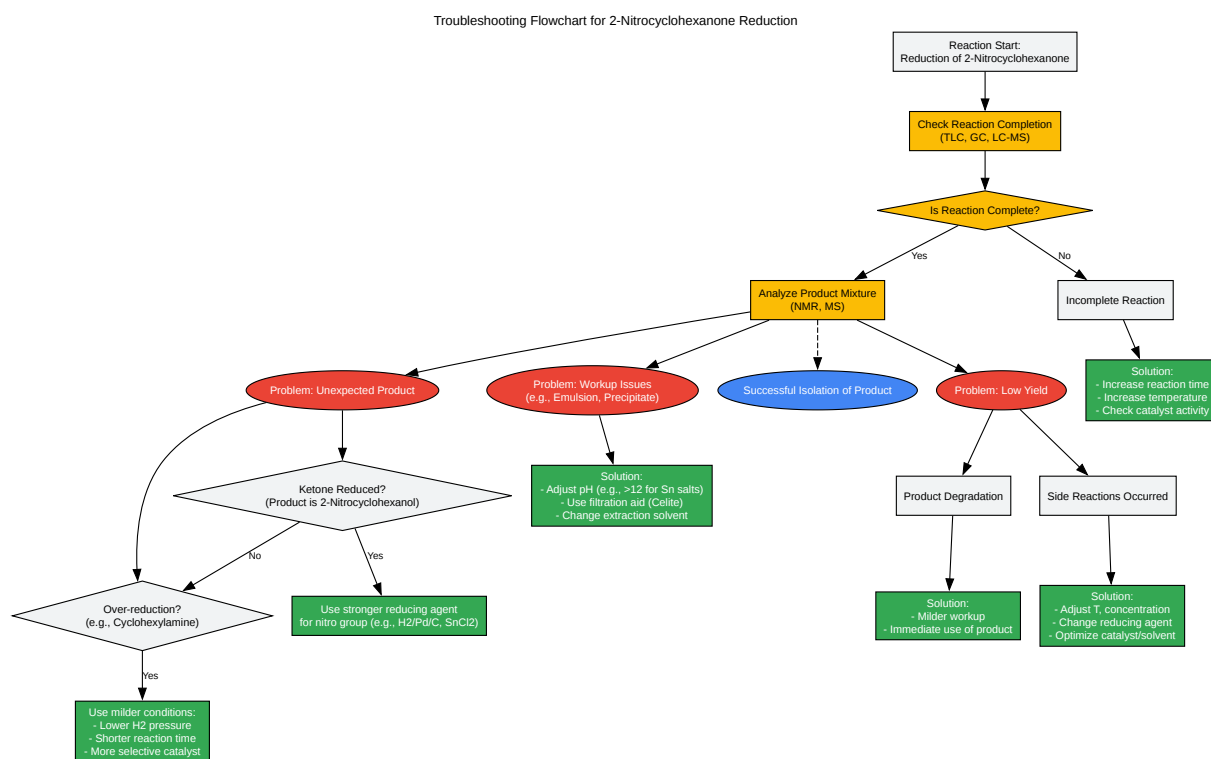 Troubleshooting Flowchart for 2-Nitrocyclohexanone Reduction
Reaction Start:
Reduction of 2-Nitrocyclohexanone
Check Reaction Completion
(TLC, GC, LC-MS)
Is Reaction Complete?
Yes
No
Analyze Product Mixture
(NMR, MS)
Incomplete Reaction
Problem: Unexpected Product
Problem: Workup Issues
(e.g., Emulsion, Precipitate)
Successful Isolation of Product
Problem: Low Yield
Solution:
- Increase reaction time
- Increase temperature
- Check catalyst activity
Ketone Reduced?
(Product is 2-Nitrocyclohexanol)
Solution:
- Adjust pH (e.g., >12 for Sn salts)
- Use filtration aid (Celite)
- Change extraction solvent
Product Degradation
Side Reactions Occurred
No
Yes
Over-reduction?
(e.g., Cyclohexylamine)
Use stronger reducing agent
for nitro group (e.g., H2/Pd/C, SnCl2)
Solution:
- Milder workup
- Immediate use of product
Solution:
- Adjust T, concentration
- Change reducing agent
- Optimize catalyst/solvent
Yes
Use milder conditions:
- Lower H2 pressure
- Shorter reaction time
- More selective catalyst